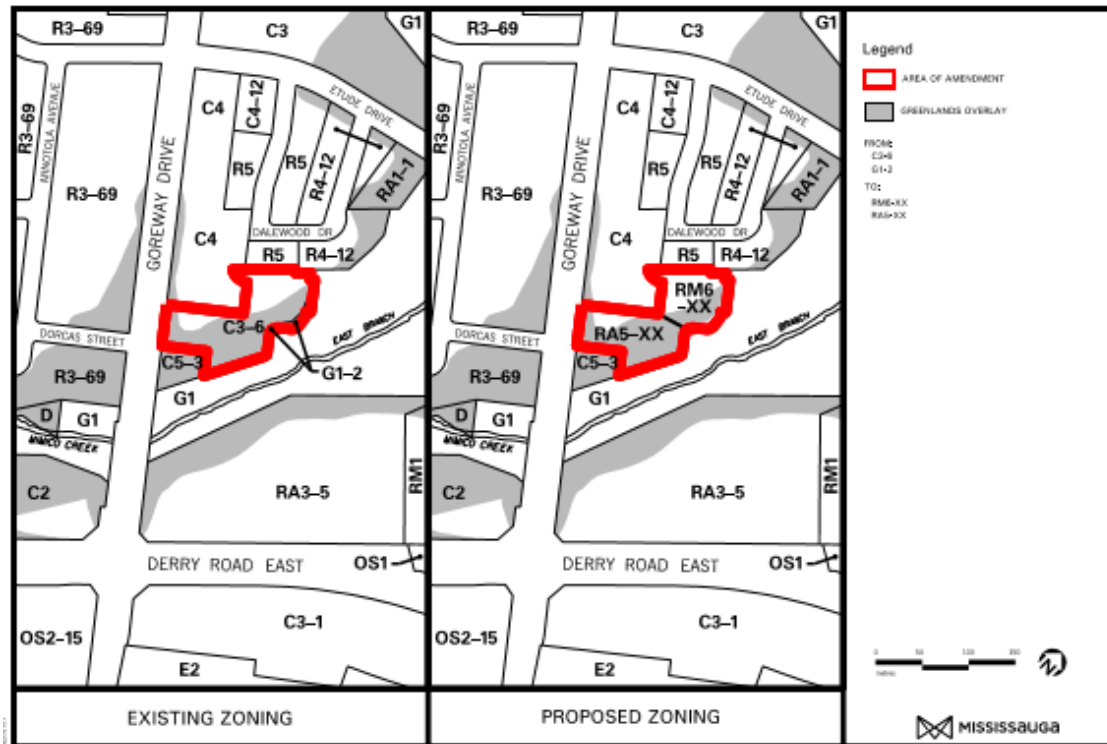 R3–69
C3
G1
R3–69
MINOTOLA AVENUE
R3–69
GOREWAY DRIVE
C4
C4–12
ETUDE DRIVE
R5
R5
R4–12
RA1–1
C4
DALEWOOD DR.
R5
R4–12
C3–6
EAST BRANCH
DORCAS STREET
C5–3
G1–2
R3–69
G1
D
G1
MIMICO CREEK
C2
RA3–5
RM1
DERRY ROAD EAST
OS1
C3–1
OS2–15
E2
EXISTING ZONING
R3–69
C3
G1
R3–69
MINOTOLA AVENUE
R3–69
GOREWAY DRIVE
C4
C4–12
ETUDE DRIVE
R5
R5
R4–12
RA1–1
C4
DALEWOOD DR.
R5
R4–12
RM6
–XX
RA5–XX
EAST BRANCH
DORCAS STREET
C5–3
R3–69
G1
D
G1
MIMICO CREEK
C2
RA3–5
RM1
DERRY ROAD EAST
OS1
C3–1
OS2–15
E2
PROPOSED ZONING
Legend
AREA OF AMENDMENT
GREENLANDS OVERLAY
FROM:
C3-6
G1-2
TO:
RM6-XX
RA5-XX
0 50 100 150
metres
N
MISSISSAUGA